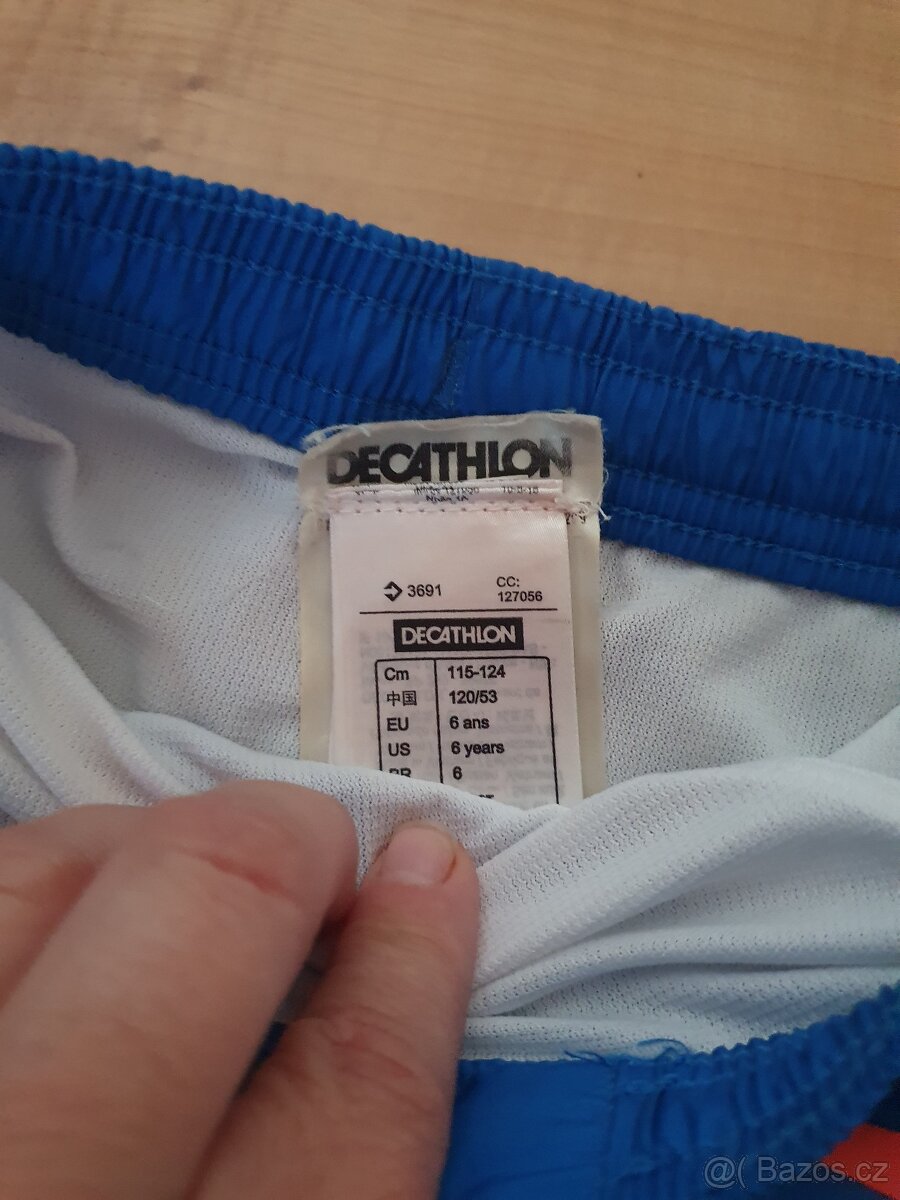 DECATHLON
3691
CC:
127056
DECATHLON
Cm 115-124
中国 120/53
EU 6 ans
US 6 years
BR 6
@( Bazos.cz